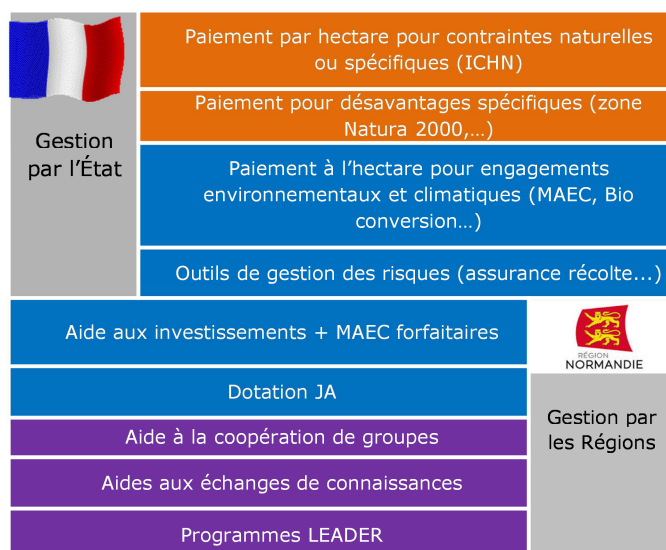 Paiement par hectare pour contraintes naturelles
ou spécifiques (ICHN)
Paiement pour désavantages spécifiques (zone
Natura 2000,…)
Gestion
par l’État
Paiement à l’hectare pour engagements
environnementaux et climatiques (MAEC, Bio
conversion…)
Outils de gestion des risques (assurance récolte...)
Aide aux investissements + MAEC forfaitaires
RÉGION
NORMANDIE
Dotation JA
Gestion par
les Régions
Aide à la coopération de groupes
Aides aux échanges de connaissances
Programmes LEADER